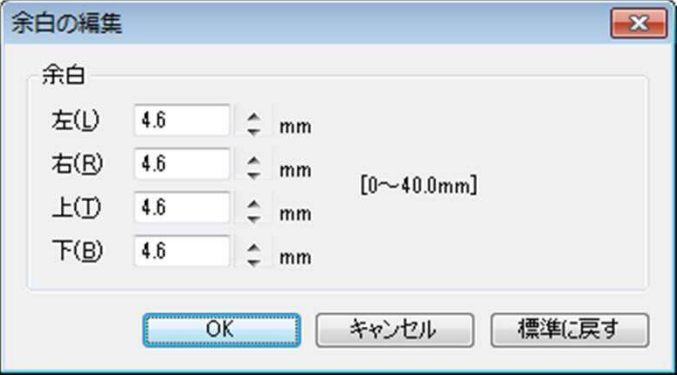 余白の編集
余白
左(L) 4.6 mm
右(R) 4.6 mm
[0～40.0mm]
上(T) 4.6 mm
下(B) 4.6 mm
OK キャンセル 標準に戻す